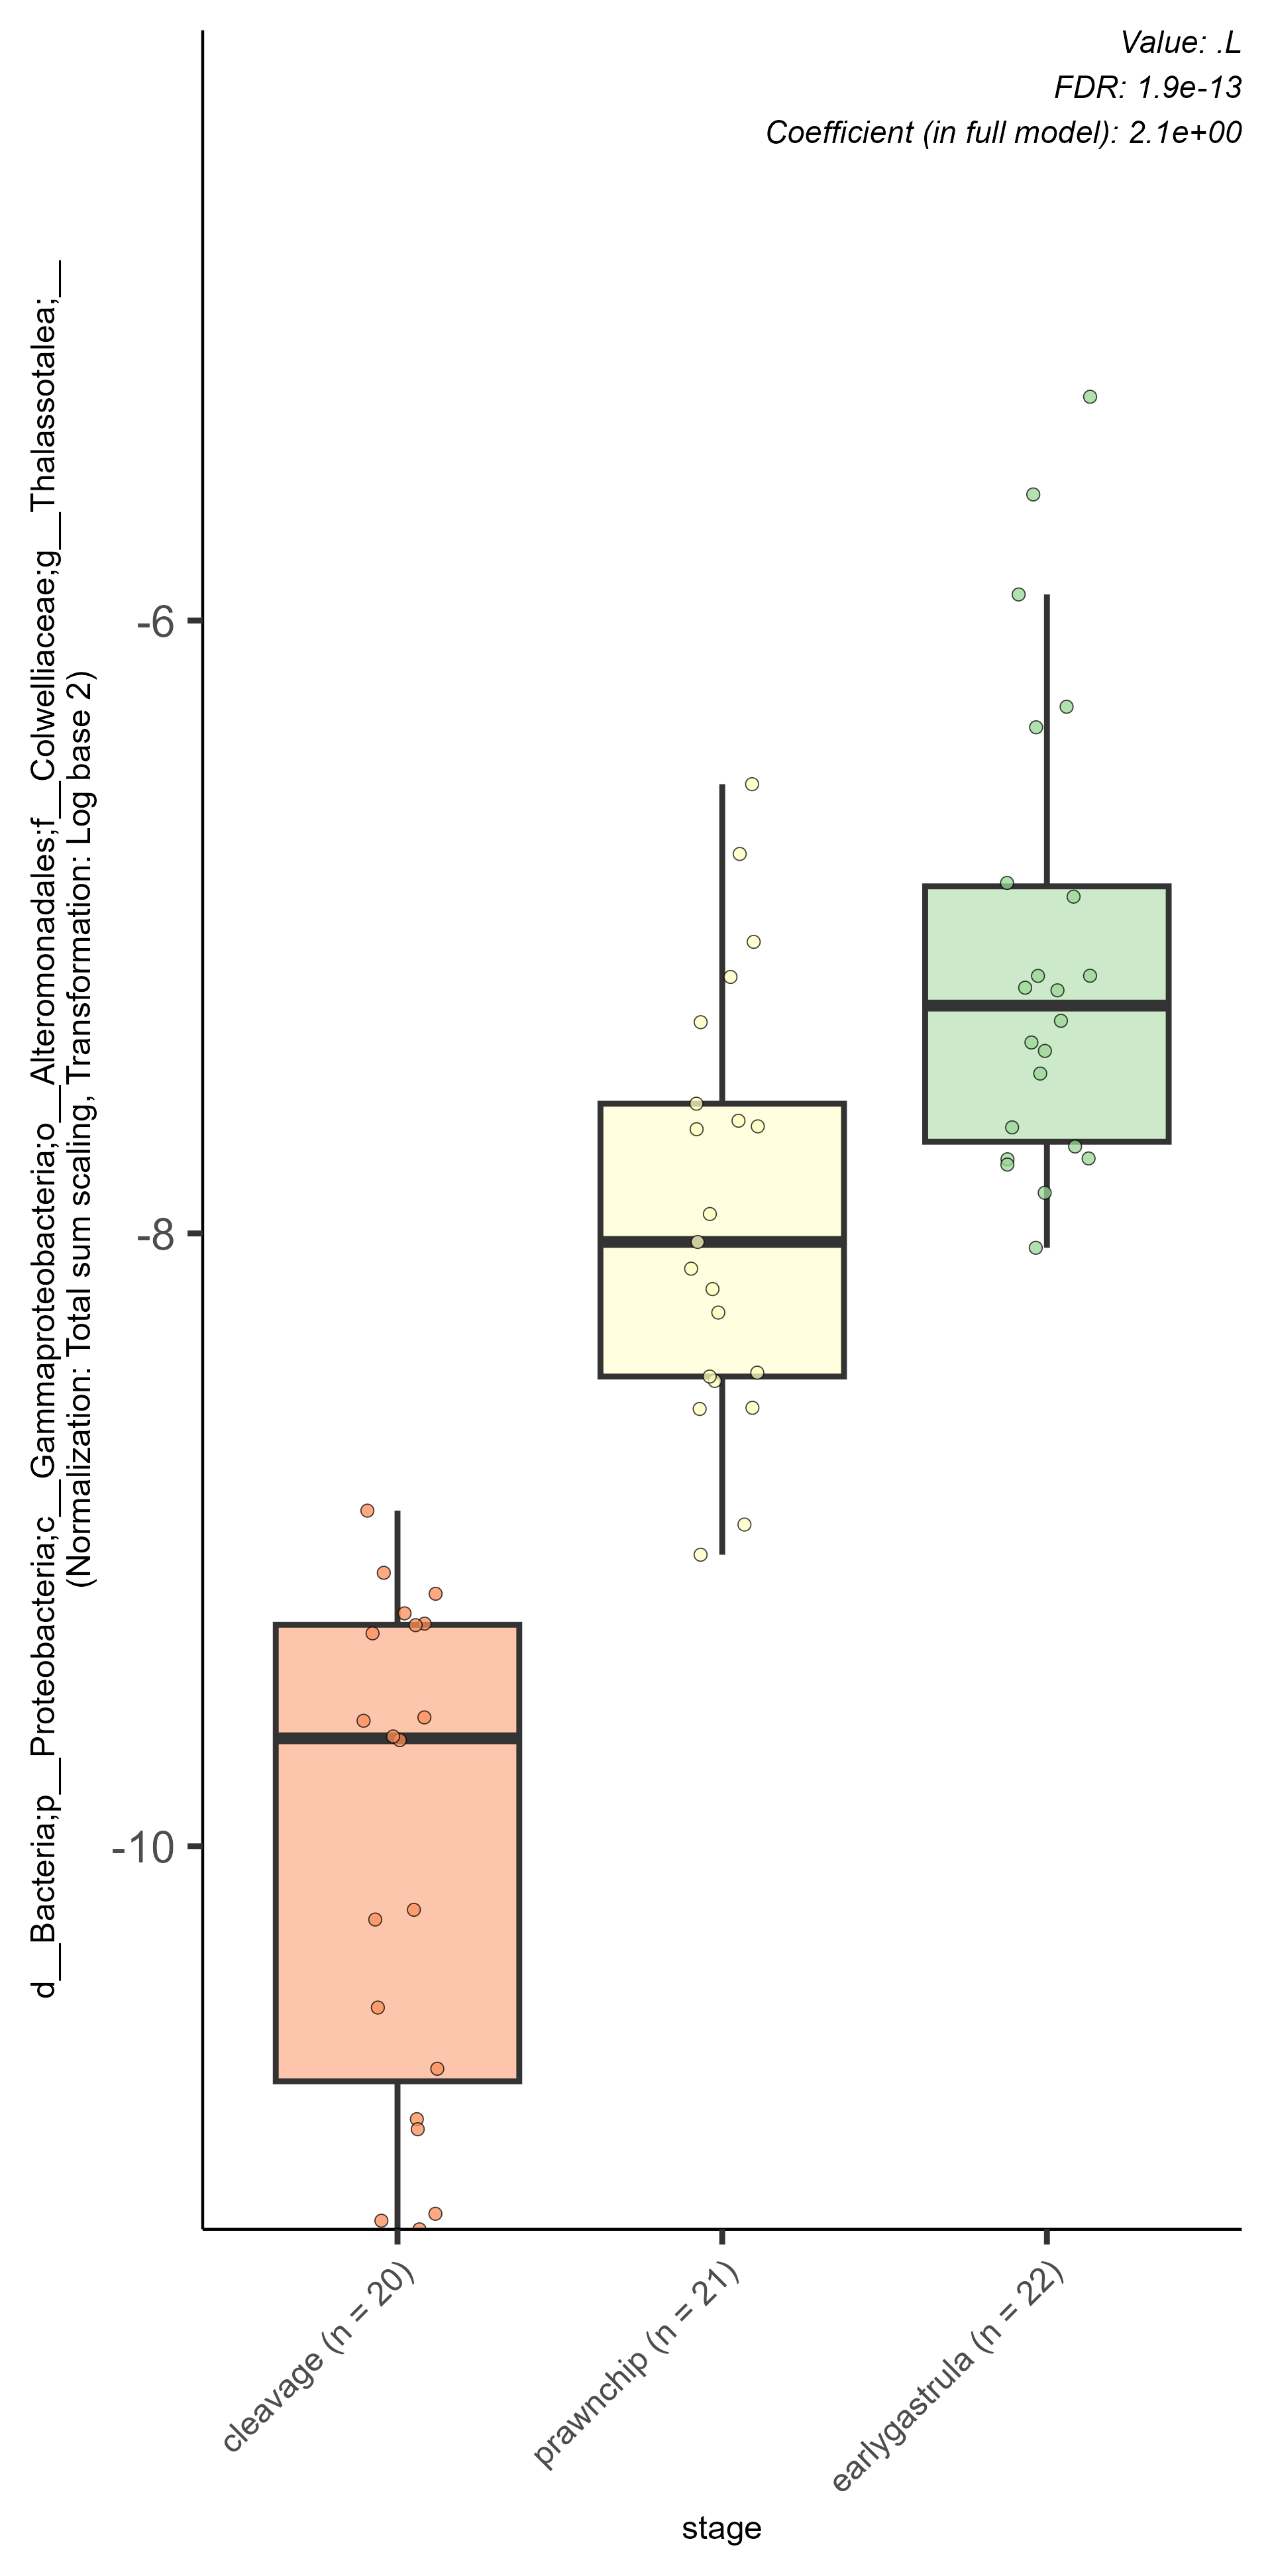 Value: .L
FDR: 1.9e-13
Coefficient (in full model): 2.1e+00
d__Bacteria;p__Proteobacteria;c__Gammaproteobacteria;o__Alteromonadales;f__Colwelliaceae;g__Thalassotalea;__
(Normalization: Total sum scaling, Transformation: Log base 2)
-6
-8
-10
cleavage (n = 20)
prawnchip (n = 21)
earlygastrula (n = 22)
stage